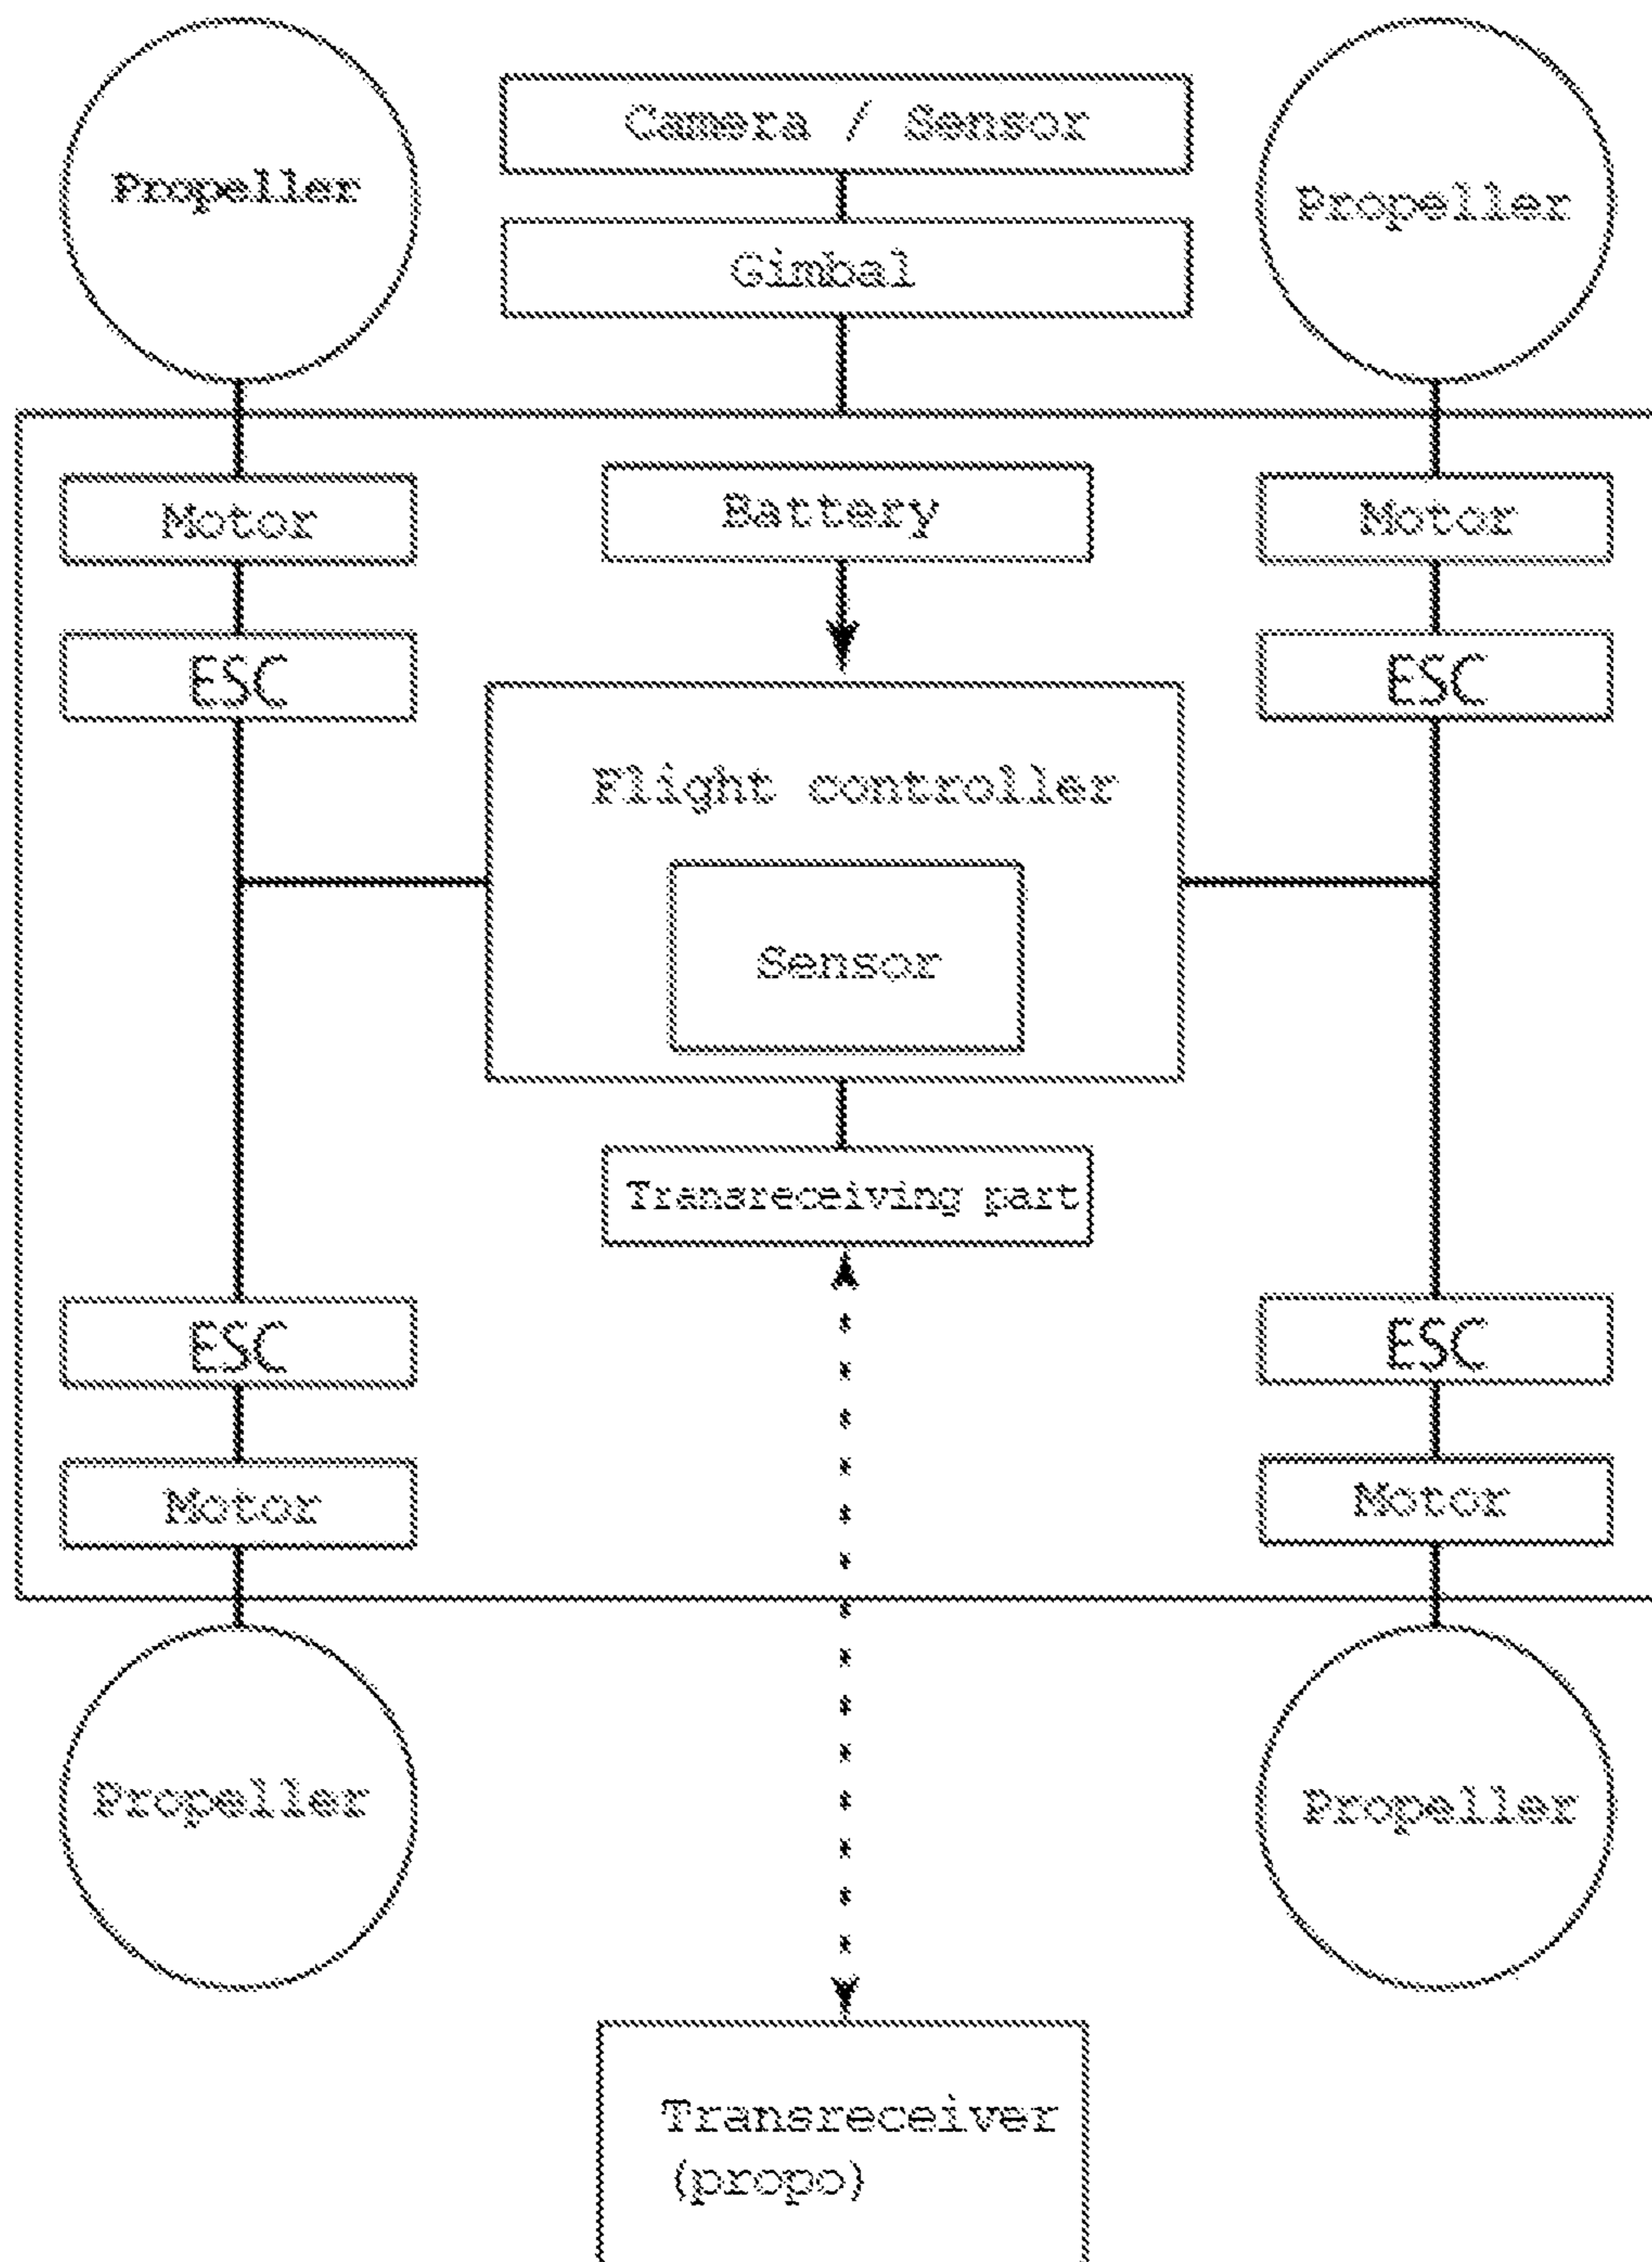 Camera / Sensor
Propeller
Propeller
Gimbal
Motor
Battery
Motor
ESC
ESC
Flight controller
Sensor
Transreceiving part
ESC
ESC
Motor
Motor
Propeller
Propeller
Transreceiver
(propo)